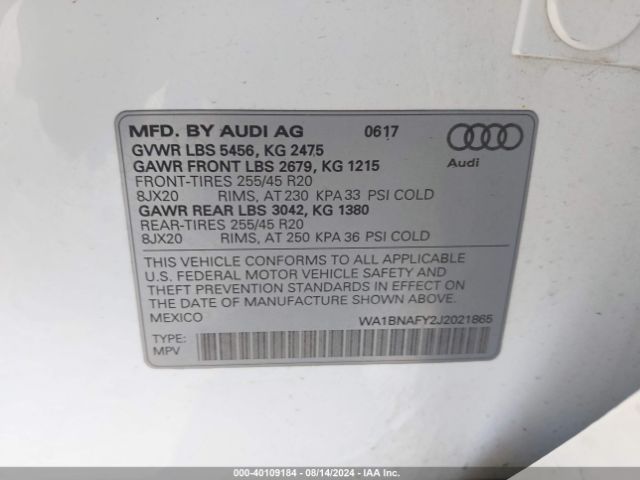 MFD. BY AUDI AG 0617
GVWR LBS 5456, KG 2475
GAWR FRONT LBS 2679, KG 1215
FRONT-TIRES 255/45 R20
8JX20 RIMS, AT 230 KPA 33 PSI COLD
GAWR REAR LBS 3042, KG 1380
REAR-TIRES 255/45 R20
8JX20 RIMS, AT 250 KPA 36 PSI COLD
Audi
THIS VEHICLE CONFORMS TO ALL APPLICABLE
U.S. FEDERAL MOTOR VEHICLE SAFETY AND
THEFT PREVENTION STANDARDS IN EFFECT ON
THE DATE OF MANUFACTURE SHOWN ABOVE.
MEXICO WA1BNAFY2J2021865
TYPE:
MPV
000-40109184 - 08/14/2024 - IAA Inc.